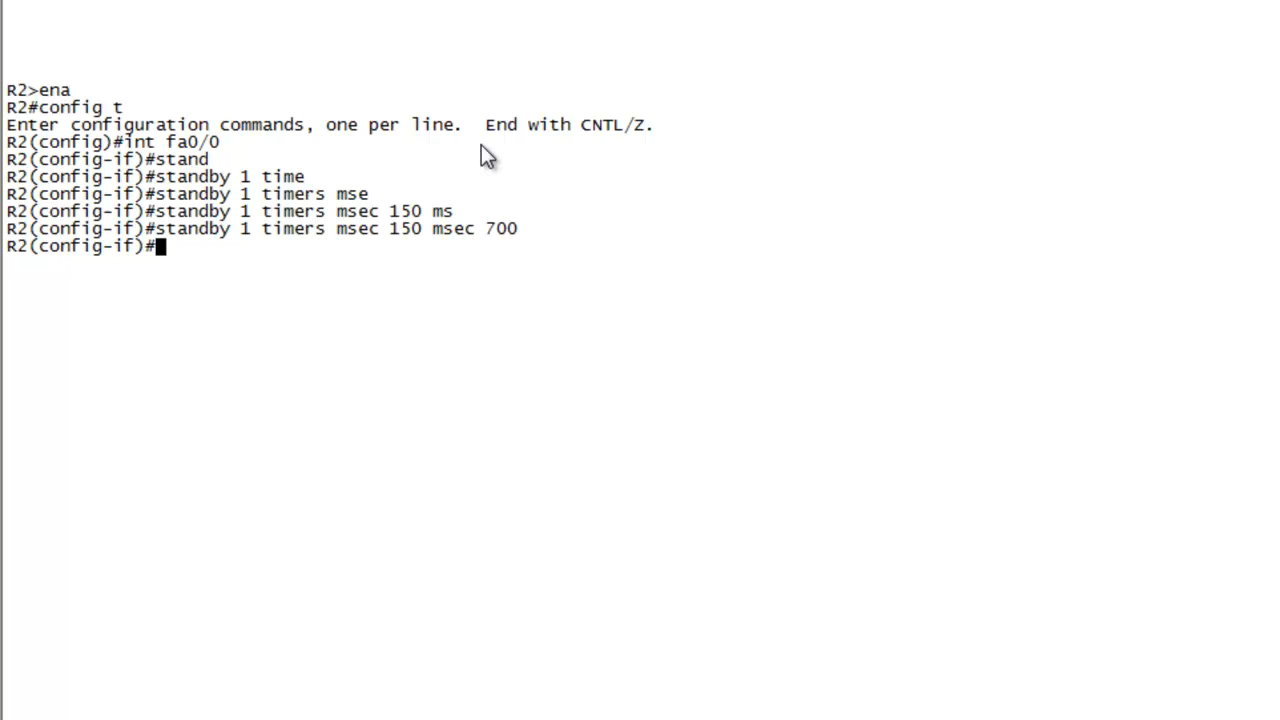 R2>ena
R2#config t
Enter configuration commands, one per line.  End with CNTL/Z.
R2(config)#int fa0/0
R2(config-if)#stand
R2(config-if)#standby 1 time
R2(config-if)#standby 1 timers mse
R2(config-if)#standby 1 timers msec 150 ms
R2(config-if)#standby 1 timers msec 150 msec 700
R2(config-if)#